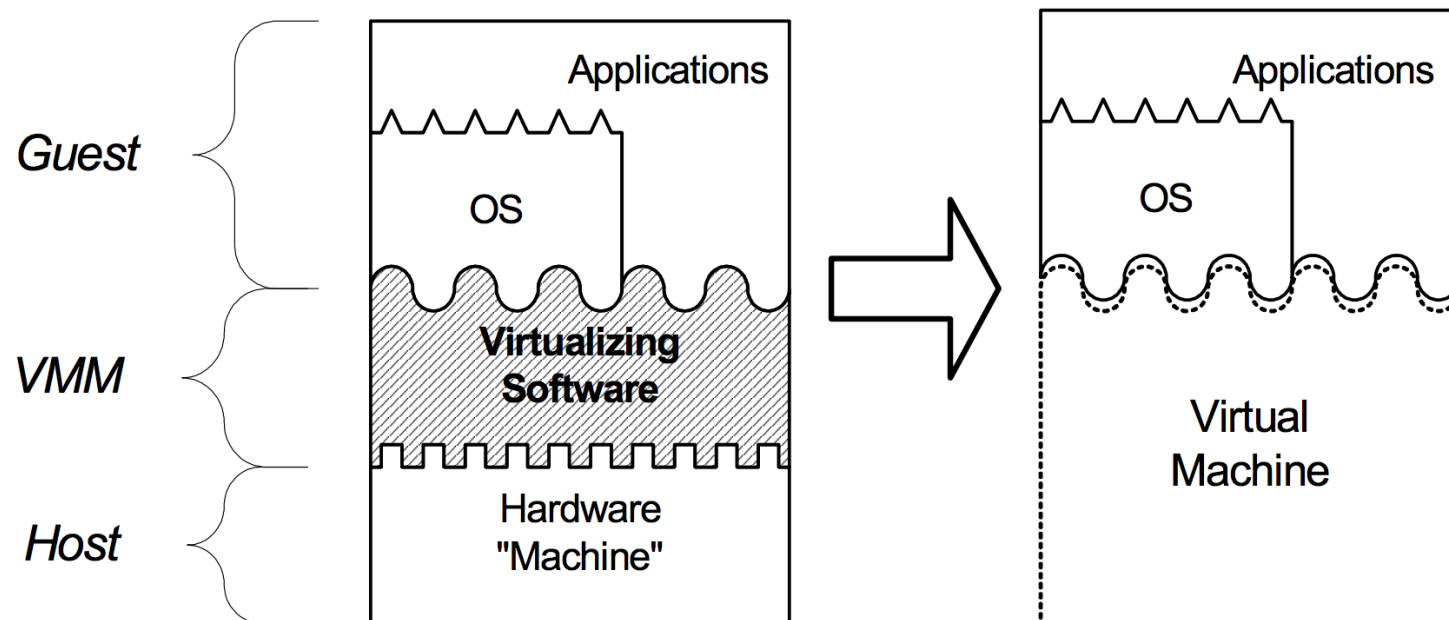 Guest
VMM
Host
Applications
OS
Virtualizing
Software
Hardware
"Machine"
Applications
OS
Virtual
Machine